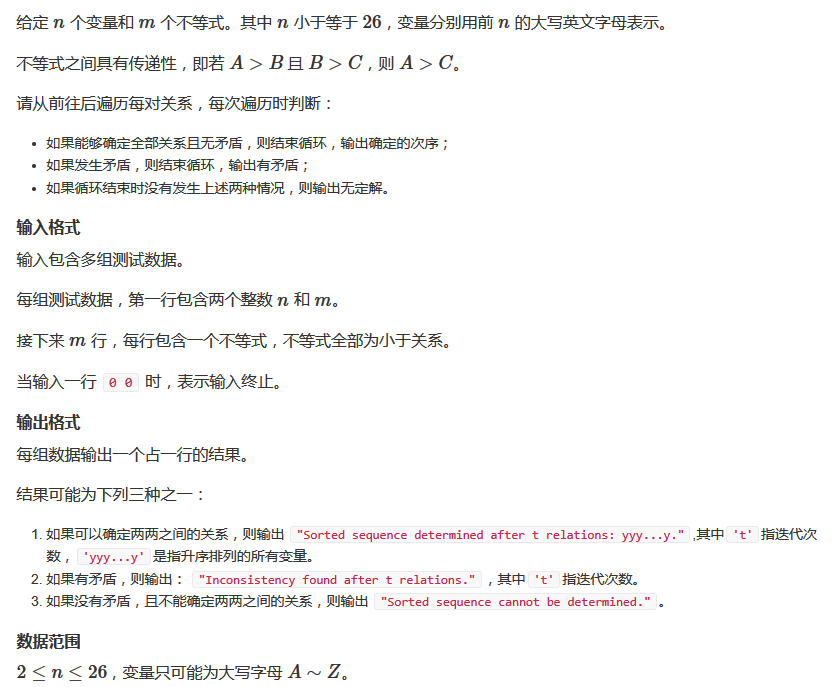 给定 n 个变量和 m 个不等式。其中 n 小于等于 26，变量分别用前 n 的大写英文字母表示。
不等式之间具有传递性，即若 A > B 且 B > C，则 A > C。
请从前往后遍历每对关系，每次遍历时判断：
• 如果能够确定全部关系且无矛盾，则结束循环，输出确定的次序；
• 如果发生矛盾，则结束循环，输出有矛盾；
• 如果循环结束时没有发生上述两种情况，则输出无定解。
输入格式
输入包含多组测试数据。
每组测试数据，第一行包含两个整数 n 和 m。
接下来 m 行，每行包含一个不等式，不等式全部为小于关系。
当输入一行 0 0 时，表示输入终止。
输出格式
每组数据输出一个占一行的结果。
结果可能为下列三种之一：
1. 如果可以确定两两之间的关系，则输出 "Sorted sequence determined after t relations: yyy...y." ,其中 't' 指迭代次
数， 'yyy...y' 是指升序排列的所有变量。
2. 如果有矛盾，则输出： "Inconsistency found after t relations." ，其中 't' 指迭代次数。
3. 如果没有矛盾，且不能确定两两之间的关系，则输出 "Sorted sequence cannot be determined." 。
数据范围
2 ≤ n ≤ 26，变量只可能为大写字母 A ∼ Z。